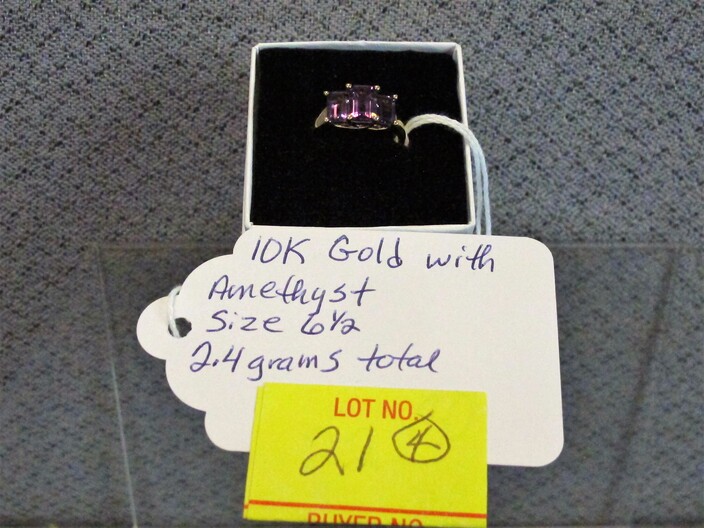 10K Gold with
Amethyst
Size 6½
2.4 grams total
LOT NO.
21 4
BUYER NO.